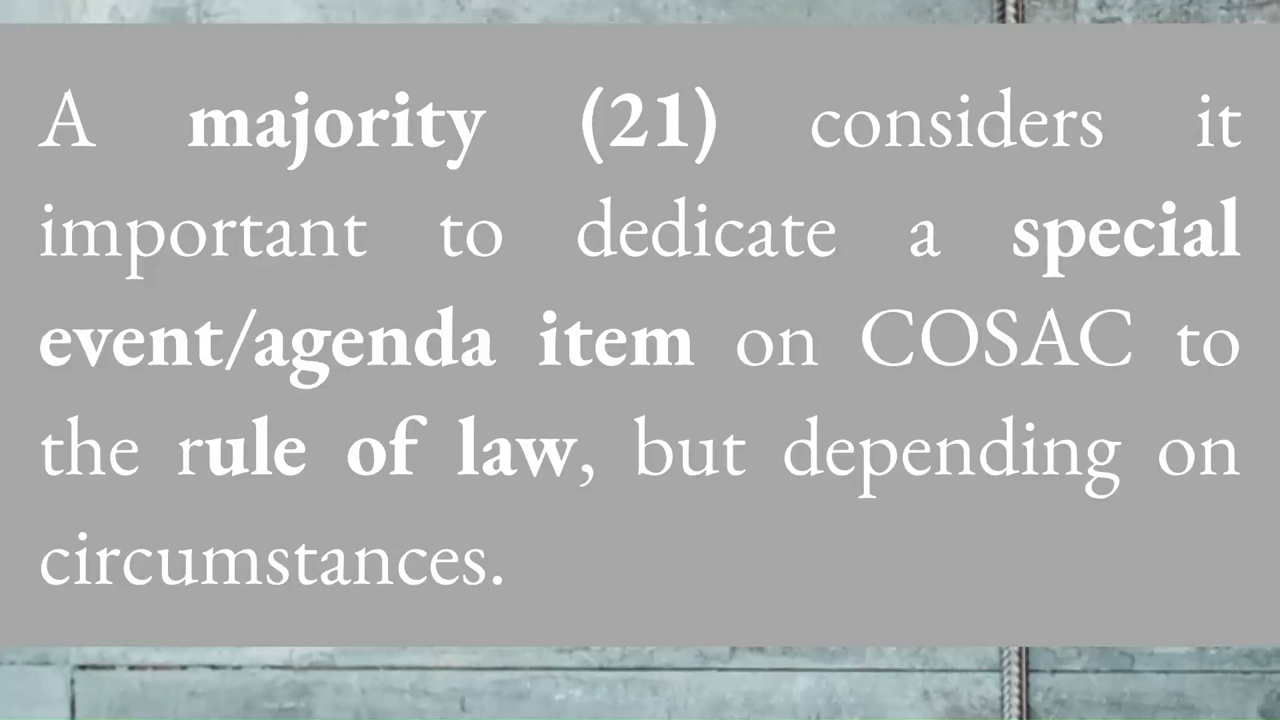 A majority (21) considers it
important to dedicate a special
event/agenda item on COSAC to
the rule of law, but depending on
circumstances.